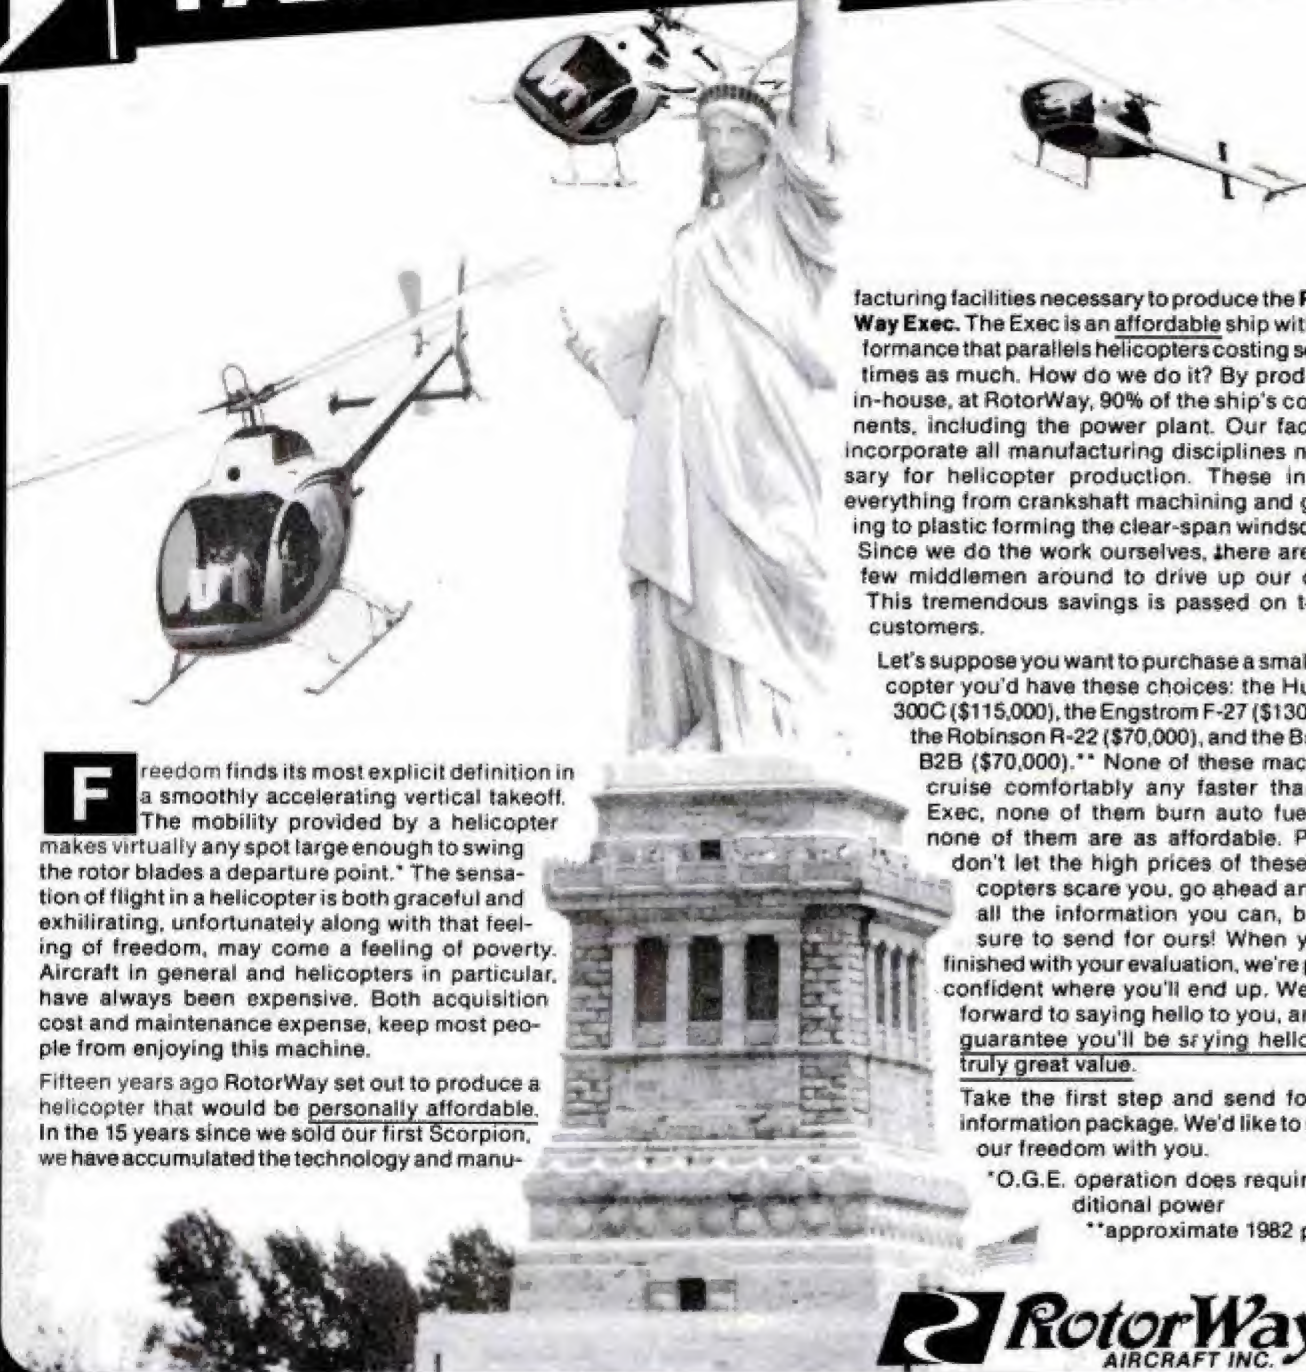 Freedom finds its most explicit definition in
a smoothly accelerating vertical takeoff.
The mobility provided by a helicopter
makes virtually any spot large enough to swing
the rotor blades a departure point.* The sensa-
tion of flight in a helicopter is both graceful and
exhilirating, unfortunately along with that feel-
ing of freedom, may come a feeling of poverty.
Aircraft in general and helicopters in particular,
have always been expensive. Both acquisition
cost and maintenance expense, keep most peo-
ple from enjoying this machine.
Fifteen years ago RotorWay set out to produce a
helicopter that would be personally affordable.
In the 15 years since we sold our first Scorpion,
we have accumulated the technology and manu-
facturing facilities necessary to produce the
Way Exec. The Exec is an affordable ship wit
formance that parallels helicopters costing se
times as much. How do we do it? By prod
in-house, at RotorWay, 90% of the ship's co
nents, including the power plant. Our fac
incorporate all manufacturing disciplines n
sary for helicopter production. These in
everything from crankshaft machining and g
ing to plastic forming the clear-span windsc
Since we do the work ourselves, there are
few middlemen around to drive up our c
This tremendous savings is passed on t
customers.
Let's suppose you want to purchase a smal
copter you'd have these choices: the Hu
300C ($115,000), the Engstrom F-27 ($130
the Robinson R-22 ($70,000), and the B
B2B ($70,000).** None of these mac
cruise comfortably any faster tha
Exec, none of them burn auto fue
none of them are as affordable. P
don't let the high prices of these
copters scare you, go ahead an
all the information you can, b
sure to send for ours! When y
finished with your evaluation, we're p
confident where you'll end up. We
forward to saying hello to you, an
guarantee you'll be saying hello
truly great value.
Take the first step and send fo
information package. We'd like to
our freedom with you.
*O.G.E. operation does requir
ditional power
**approximate 1982 p
RotorWay
AIRCRAFT INC.